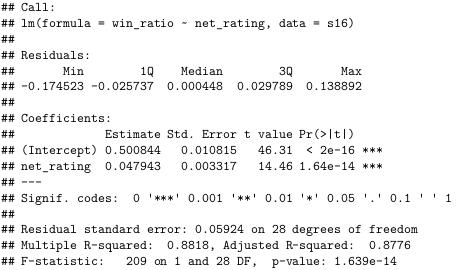 ## Call:
## lm(formula = win_ratio ~ net_rating, data = s16)
##
## Residuals:
##       Min        1Q    Median        3Q       Max
## -0.174523 -0.025737  0.000448  0.029789  0.138892
##
## Coefficients:
##             Estimate Std. Error t value Pr(>|t|)
## (Intercept) 0.500844   0.010815   46.31  < 2e-16 ***
## net_rating  0.047943   0.003317   14.46 1.64e-14 ***
## ---
## Signif. codes:  0 '***' 0.001 '**' 0.01 '*' 0.05 '.' 0.1 ' ' 1
##
## Residual standard error: 0.05924 on 28 degrees of freedom
## Multiple R-squared:  0.8818, Adjusted R-squared:  0.8776
## F-statistic:   209 on 1 and 28 DF,  p-value: 1.639e-14